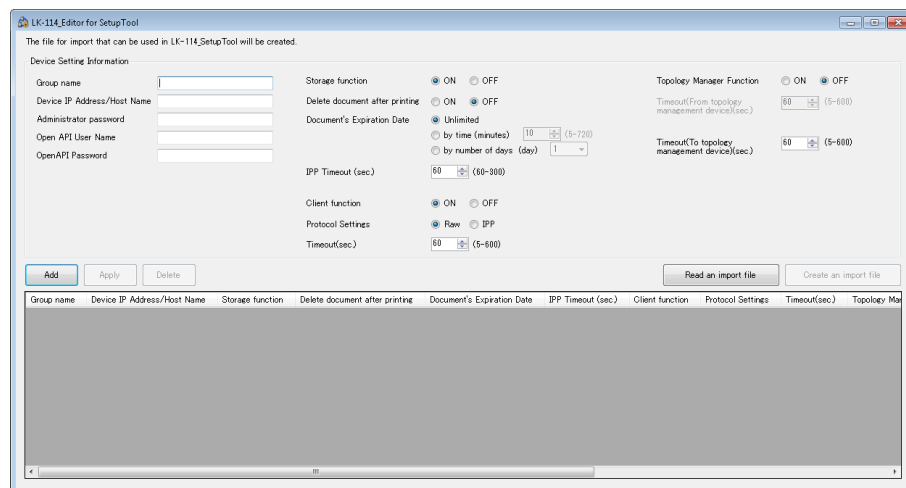 LK-114_Editor for SetupTool
The file for import that can be used in LK-114_SetupTool will be created.
Device Setting Information
Group name
Device IP Address/Host Name
Administrator password
Open API User Name
OpenAPI Password
Storage function ON OFF
Delete document after printing ON OFF
Document's Expiration Date Unlimited
by time (minutes) 10 (5-720)
by number of days (day) 1
IPP Timeout (sec.) 60 (60-300)
Client function ON OFF
Protocol Settings Raw IPP
Timeout(sec.) 60 (5-600)
Topology Manager Function ON OFF
Timeout(From topology
management device)(sec.) 60 (5-600)
Timeout(To topology
management device)(sec.) 60 (5-600)
Add Apply Delete Read an import file Create an import file
Group name Device IP Address/Host Name Storage function Delete document after printing Document's Expiration Date IPP Timeout (sec.) Client function Protocol Settings Timeout(sec.) Topology Mar